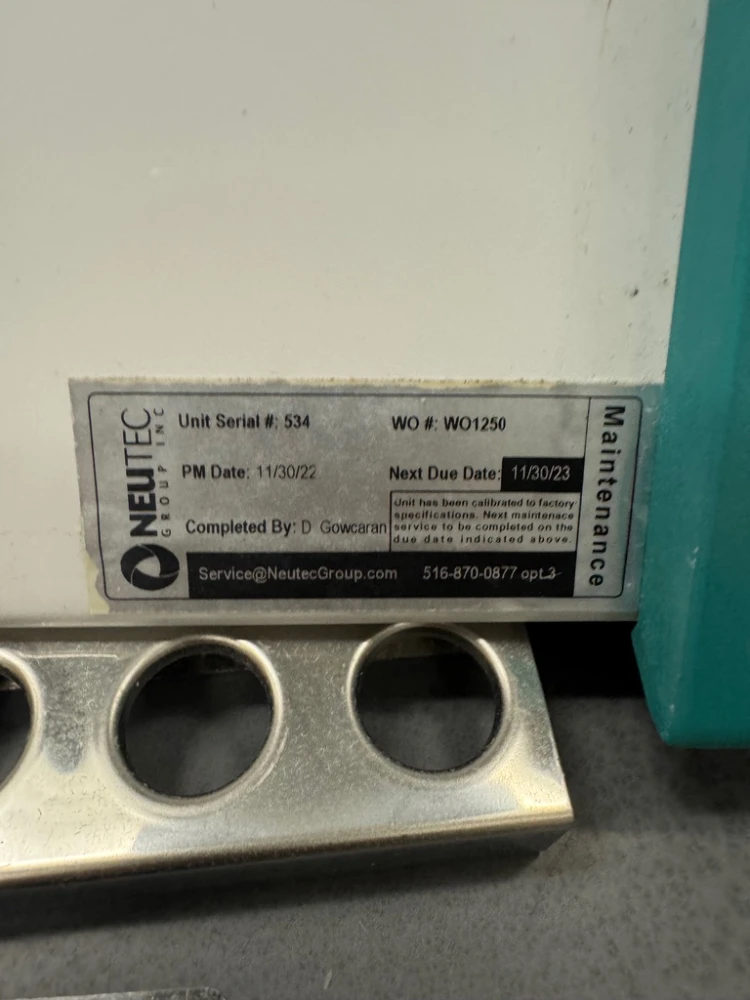 NEUTEC
GROUP INC
Unit Serial #: 534
WO #: WO1250
PM Date: 11/30/22
Next Due Date: 11/30/23
Completed By: D Gowcaran
Unit has been calibrated to factory
specifications. Next maintenace
service to be completed on the
due date indicated above.
Service@NeutecGroup.com 516-870-0877 opt.3
Maintenance